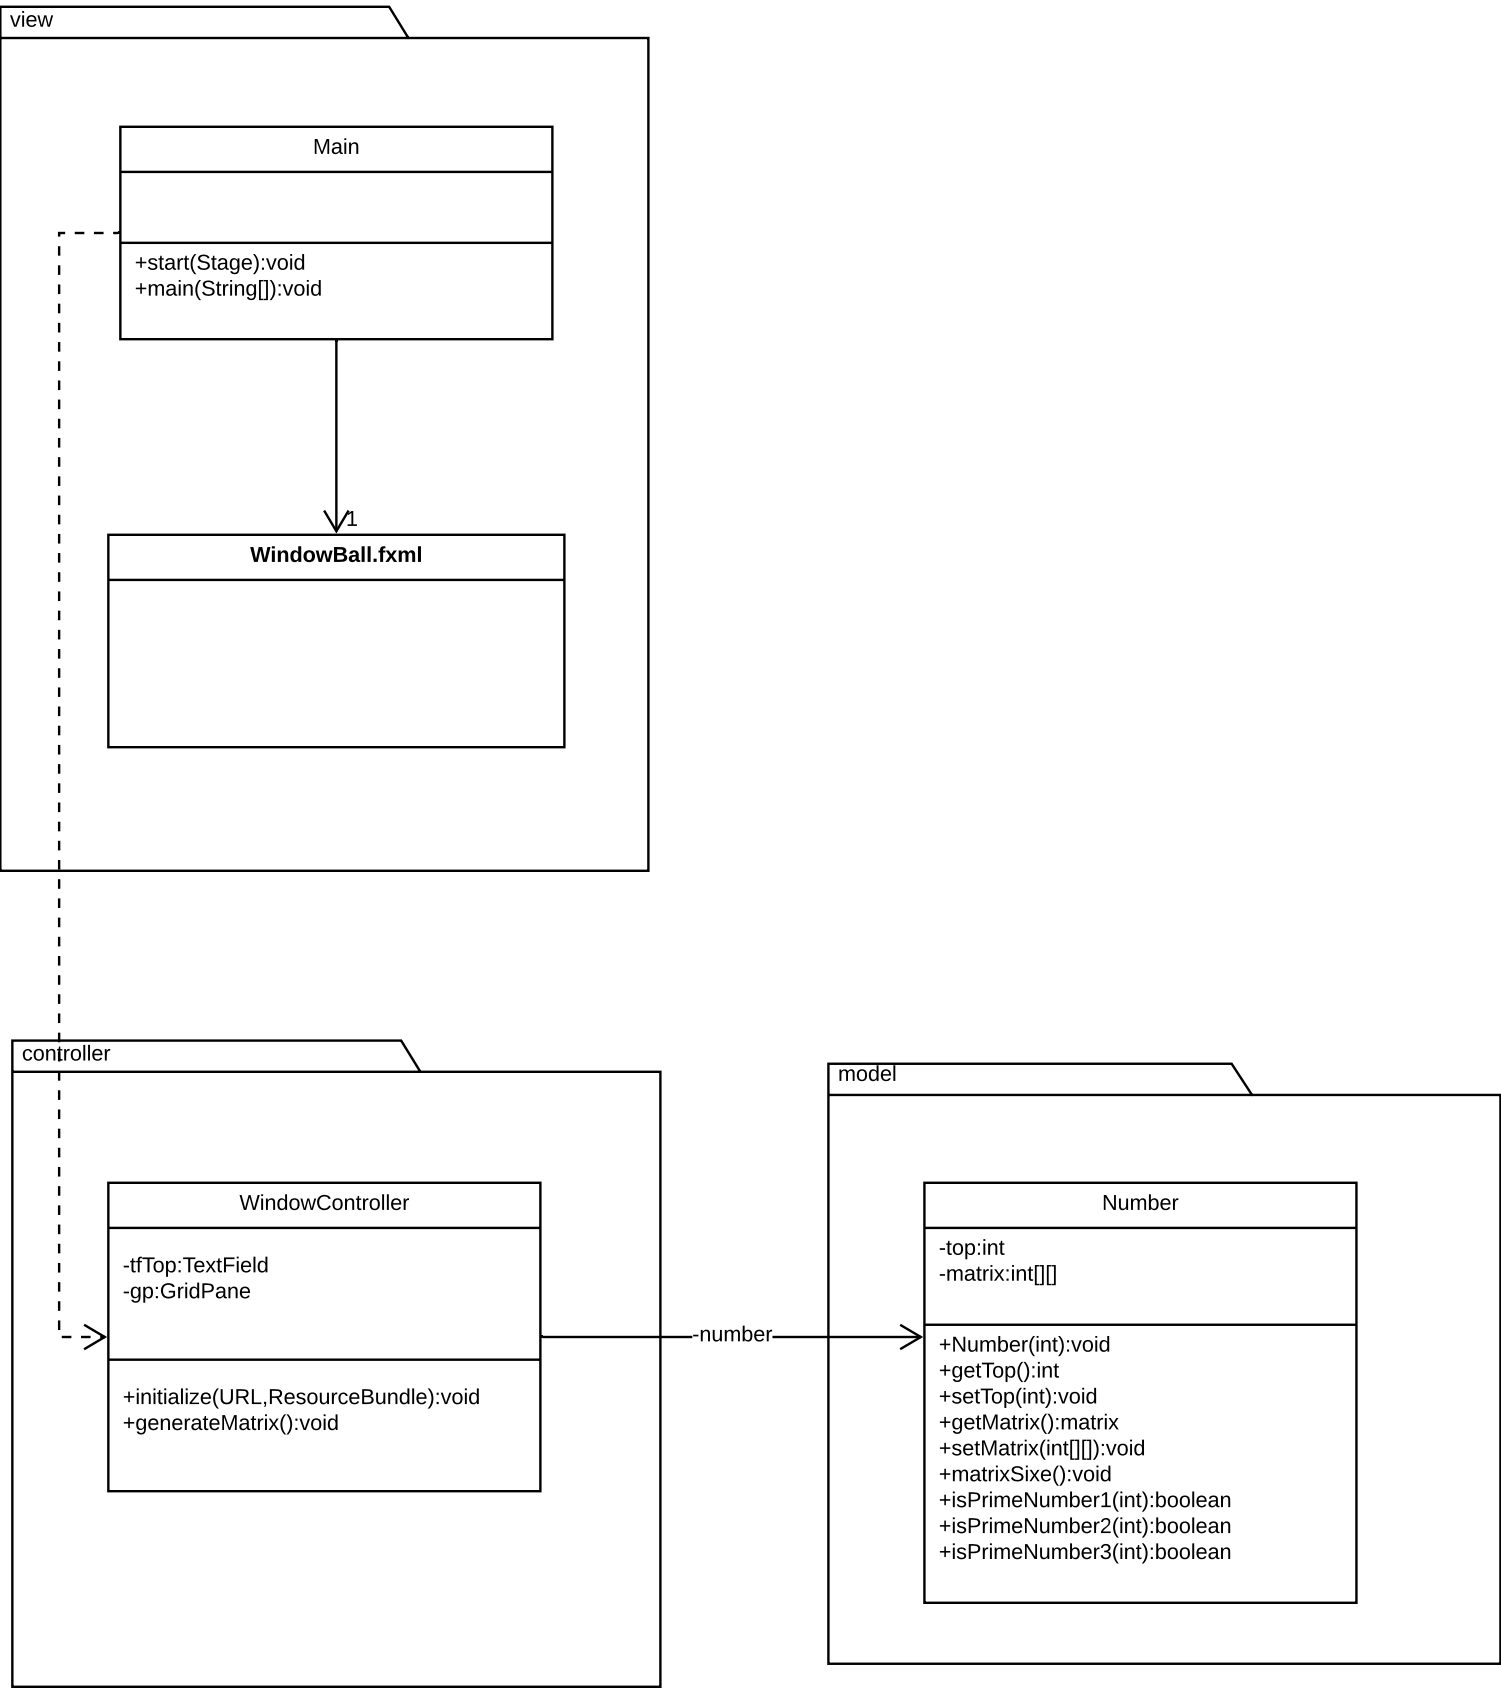 view
Main
+start(Stage):void
+main(String[]):void
1
WindowBall.fxml
controller
WindowController
-tfTop:TextField
-gp:GridPane
+initialize(URL,ResourceBundle):void
+generateMatrix():void
-number
model
Number
-top:int
-matrix:int[][]
+Number(int):void
+getTop():int
+setTop(int):void
+getMatrix():matrix
+setMatrix(int[][]):void
+matrixSixe():void
+isPrimeNumber1(int):boolean
+isPrimeNumber2(int):boolean
+isPrimeNumber3(int):boolean